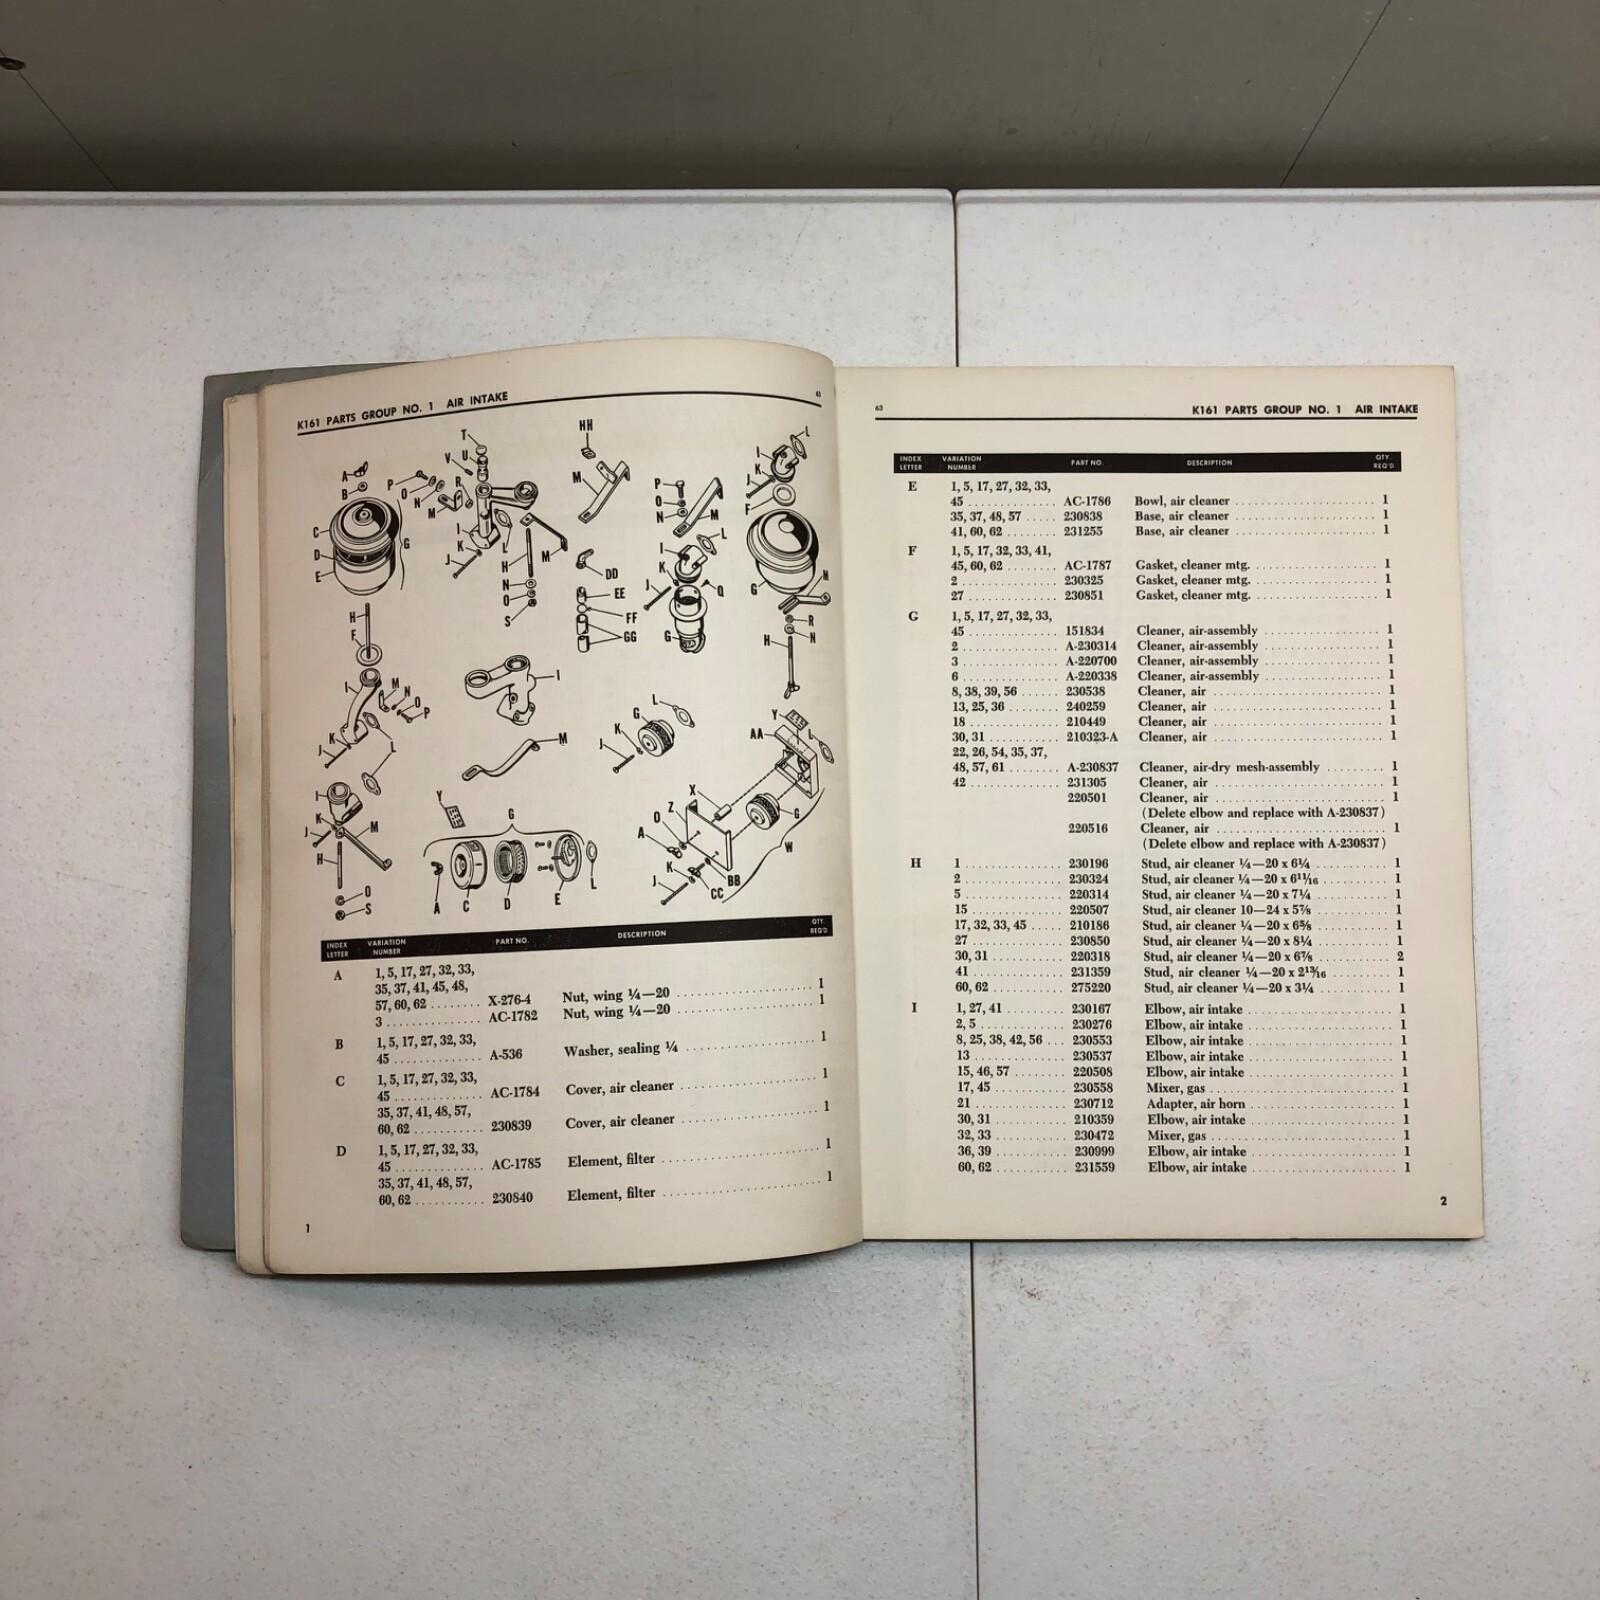 K161 PARTS GROUP NO. 1 AIR INTAKE
HH
T
L
V
U
I
A
P
R
M
K
B
O
N
M
J
F
C
G
I
K
L
D
J
H
M
E
N
O
S
DD
EE
FF
GG
P
O
N
M
L
I
K
J
Q
G
G
M
R
N
H
H
F
I
M
N
O
P
K
J
L
I
M
I
K
J
M
H
O
S
G
L
K
J
Y
AA
L
X
Z
O
A
G
W
K
J
BB
CC
Y
G
A
C
D
E
L
INDEX LETTER VARIATION NUMBER PART NO. DESCRIPTION QTY. REQ'D
A 1, 5, 17, 27, 32, 33,
35, 37, 41, 45, 48,
57, 60, 62 ........ X-276-4 Nut, wing ¼—20 .................... 1
3 .............. AC-1782 Nut, wing ¼—20 .................... 1
B 1, 5, 17, 27, 32, 33,
45 ............. A-536 Washer, sealing ¼ .................... 1
C 1, 5, 17, 27, 32, 33,
45 ............. AC-1784 Cover, air cleaner .................... 1
35, 37, 41, 48, 57,
60, 62 ........... 230839 Cover, air cleaner .................... 1
D 1, 5, 17, 27, 32, 33,
45 ............. AC-1785 Element, filter ........................ 1
35, 37, 41, 48, 57,
60, 62 ........... 230840 Element, filter ........................ 1
1
63 K161 PARTS GROUP NO. 1 AIR INTAKE
INDEX LETTER VARIATION NUMBER PART NO. DESCRIPTION QTY. REQ'D
E 1, 5, 17, 27, 32, 33,
45 ............. AC-1786 Bowl, air cleaner ...................... 1
35, 37, 48, 57 ..... 230838 Base, air cleaner ...................... 1
41, 60, 62 ........ 231255 Base, air cleaner ...................... 1
F 1, 5, 17, 32, 33, 41,
45, 60, 62 ........ AC-1787 Gasket, cleaner mtg. .................. 1
2 .............. 230325 Gasket, cleaner mtg. .................. 1
27 ............. 230851 Gasket, cleaner mtg. .................. 1
G 1, 5, 17, 27, 32, 33,
45 ............. 151834 Cleaner, air-assembly ................. 1
2 .............. A-230314 Cleaner, air-assembly ................. 1
3 .............. A-220700 Cleaner, air-assembly ................. 1
6 .............. A-220338 Cleaner, air-assembly ................. 1
8, 38, 39, 56 ...... 230538 Cleaner, air ......................... 1
13, 25, 36 ........ 240259 Cleaner, air ......................... 1
18 ............. 210449 Cleaner, air ......................... 1
30, 31 ........... 210323-A Cleaner, air ......................... 1
22, 26, 54, 35, 37,
48, 57, 61 ........ A-230837 Cleaner, air-dry mesh-assembly ......... 1
42 ............. 231305 Cleaner, air ......................... 1
220501 Cleaner, air ......................... 1
(Delete elbow and replace with A-230837)
220516 Cleaner, air ......................... 1
(Delete elbow and replace with A-230837)
H 1 .............. 230196 Stud, air cleaner ¼—20 x 6¼ ........... 1
2 .............. 230324 Stud, air cleaner ¼—20 x 6¹¹⁄₁₆ .......... 1
5 .............. 220314 Stud, air cleaner ¼—20 x 7¼ ........... 1
15 ............. 220507 Stud, air cleaner 10—24 x 5⅞ ........... 1
17, 32, 33, 45 ..... 210186 Stud, air cleaner ¼—20 x 6⅝ ........... 1
27 ............. 230850 Stud, air cleaner ¼—20 x 8¼ ........... 1
30, 31 ........... 220318 Stud, air cleaner ¼—20 x 6⅞ ........... 2
41 ............. 231359 Stud, air cleaner ¼—20 x 2¹³⁄₁₆ .......... 1
60, 62 ........... 275220 Stud, air cleaner ¼—20 x 3¼ ........... 1
I 1, 27, 41 ......... 230167 Elbow, air intake ..................... 1
2, 5 ............. 230276 Elbow, air intake ..................... 1
8, 25, 38, 42, 56 ... 230553 Elbow, air intake ..................... 1
13 ............. 230537 Elbow, air intake ..................... 1
15, 46, 57 ........ 220508 Elbow, air intake ..................... 1
17, 45 ........... 230558 Mixer, gas ........................... 1
21 ............. 230712 Adapter, air horn ..................... 1
30, 31 ........... 210359 Elbow, air intake ..................... 1
32, 33 ........... 230472 Mixer, gas ........................... 1
36, 39 ........... 230999 Elbow, air intake ..................... 1
60, 62 ........... 231559 Elbow, air intake ..................... 1
2